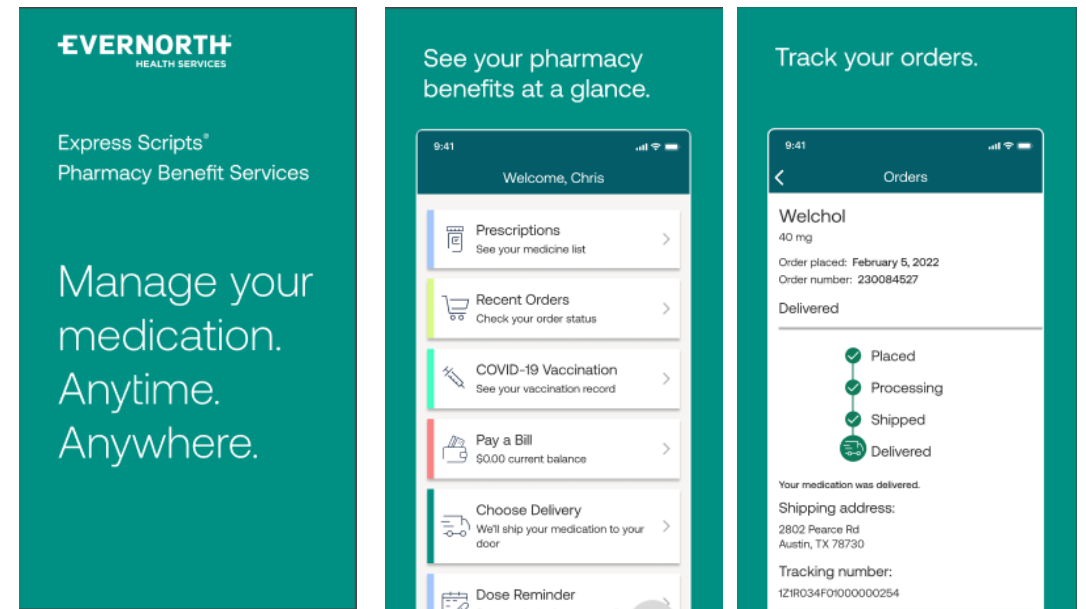 EVERNORTH
HEALTH SERVICES
Express Scripts®
Pharmacy Benefit Services
Manage your
medication.
Anytime.
Anywhere.
See your pharmacy
benefits at a glance.
9:41
Welcome, Chris
Prescriptions
See your medicine list
Recent Orders
Check your order status
COVID-19 Vaccination
See your vaccination record
Pay a Bill
$0.00 current balance
Choose Delivery
We'll ship your medication to your
door
Dose Reminder
Track your orders.
9:41
Orders
Welchol
40 mg
Order placed: February 5, 2022
Order number: 230084527
Delivered
Placed
Processing
Shipped
Delivered
Your medication was delivered.
Shipping address:
2802 Pearce Rd
Austin, TX 78730
Tracking number:
1Z1R034F01000000254